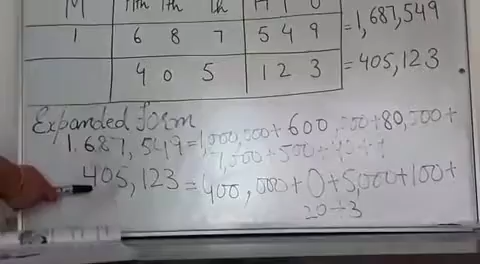 M Hth Tth th H T O
1 6 8 7 5 4 9 =1,687,549
4 0 5 1 2 3 =405,123
Expanded form
1,687,549=1,000,000+600,000+80,000+
7,000+500+40+9
405,123=400,000+0+5,000+100+
20+3